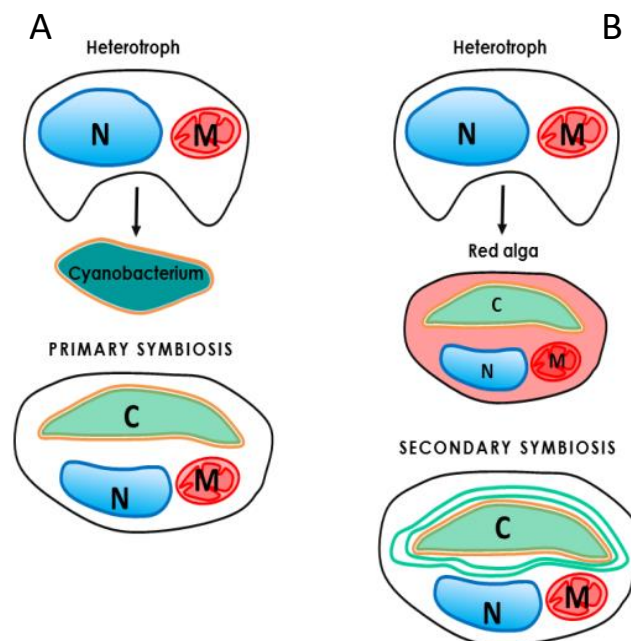 A
Heterotroph
N
M
Cyanobacterium
PRIMARY SYMBIOSIS
C
N
M
B
Heterotroph
N
M
Red alga
C
N
M
SECONDARY SYMBIOSIS
C
N
M